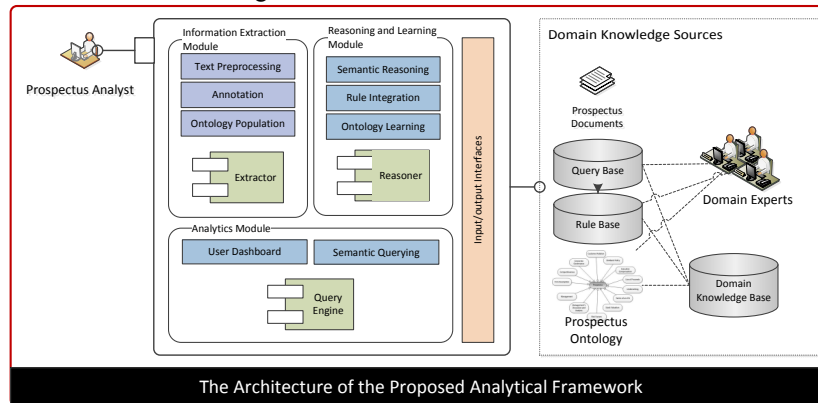 Information Extraction
Module
Text Preprocessing
Annotation
Ontology Population
Extractor
Reasoning and Learning
Module
Semantic Reasoning
Rule Integration
Ontology Learning
Reasoner
Prospectus Analyst
Analytics Module
User Dashboard
Semantic Querying
Query
Engine
Input/output Interfaces
Domain Knowledge Sources
Prospectus
Documents
Query Base
Rule Base
Domain Experts
Prospectus
Ontology
Domain
Knowledge Base
The Architecture of the Proposed Analytical Framework